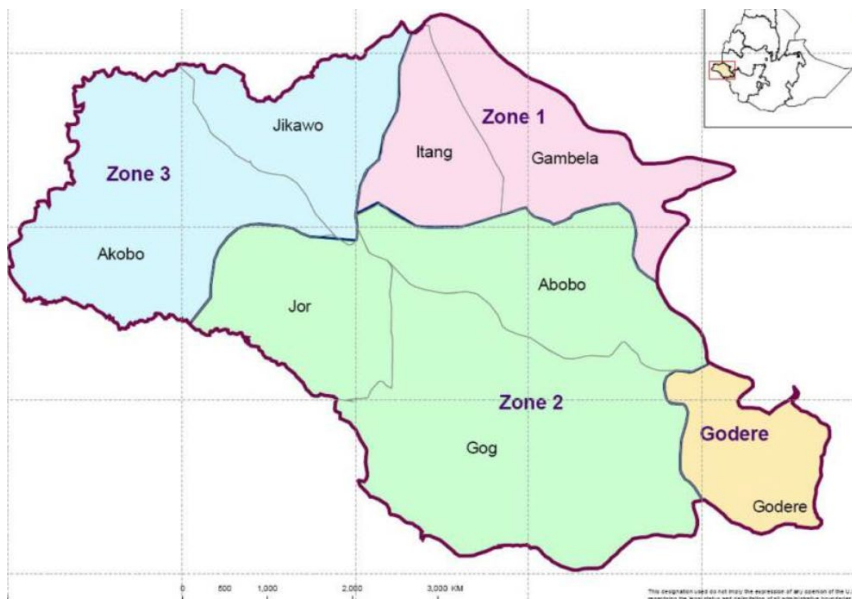 Jikawo
Zone 1
Itang
Gambela
Zone 3
Akobo
Abobo
Jor
Zone 2
Godere
Gog
Godere
0 500 1,000 2,000 3,000 KM
This designation used do not imply the expression of any openion of the U.